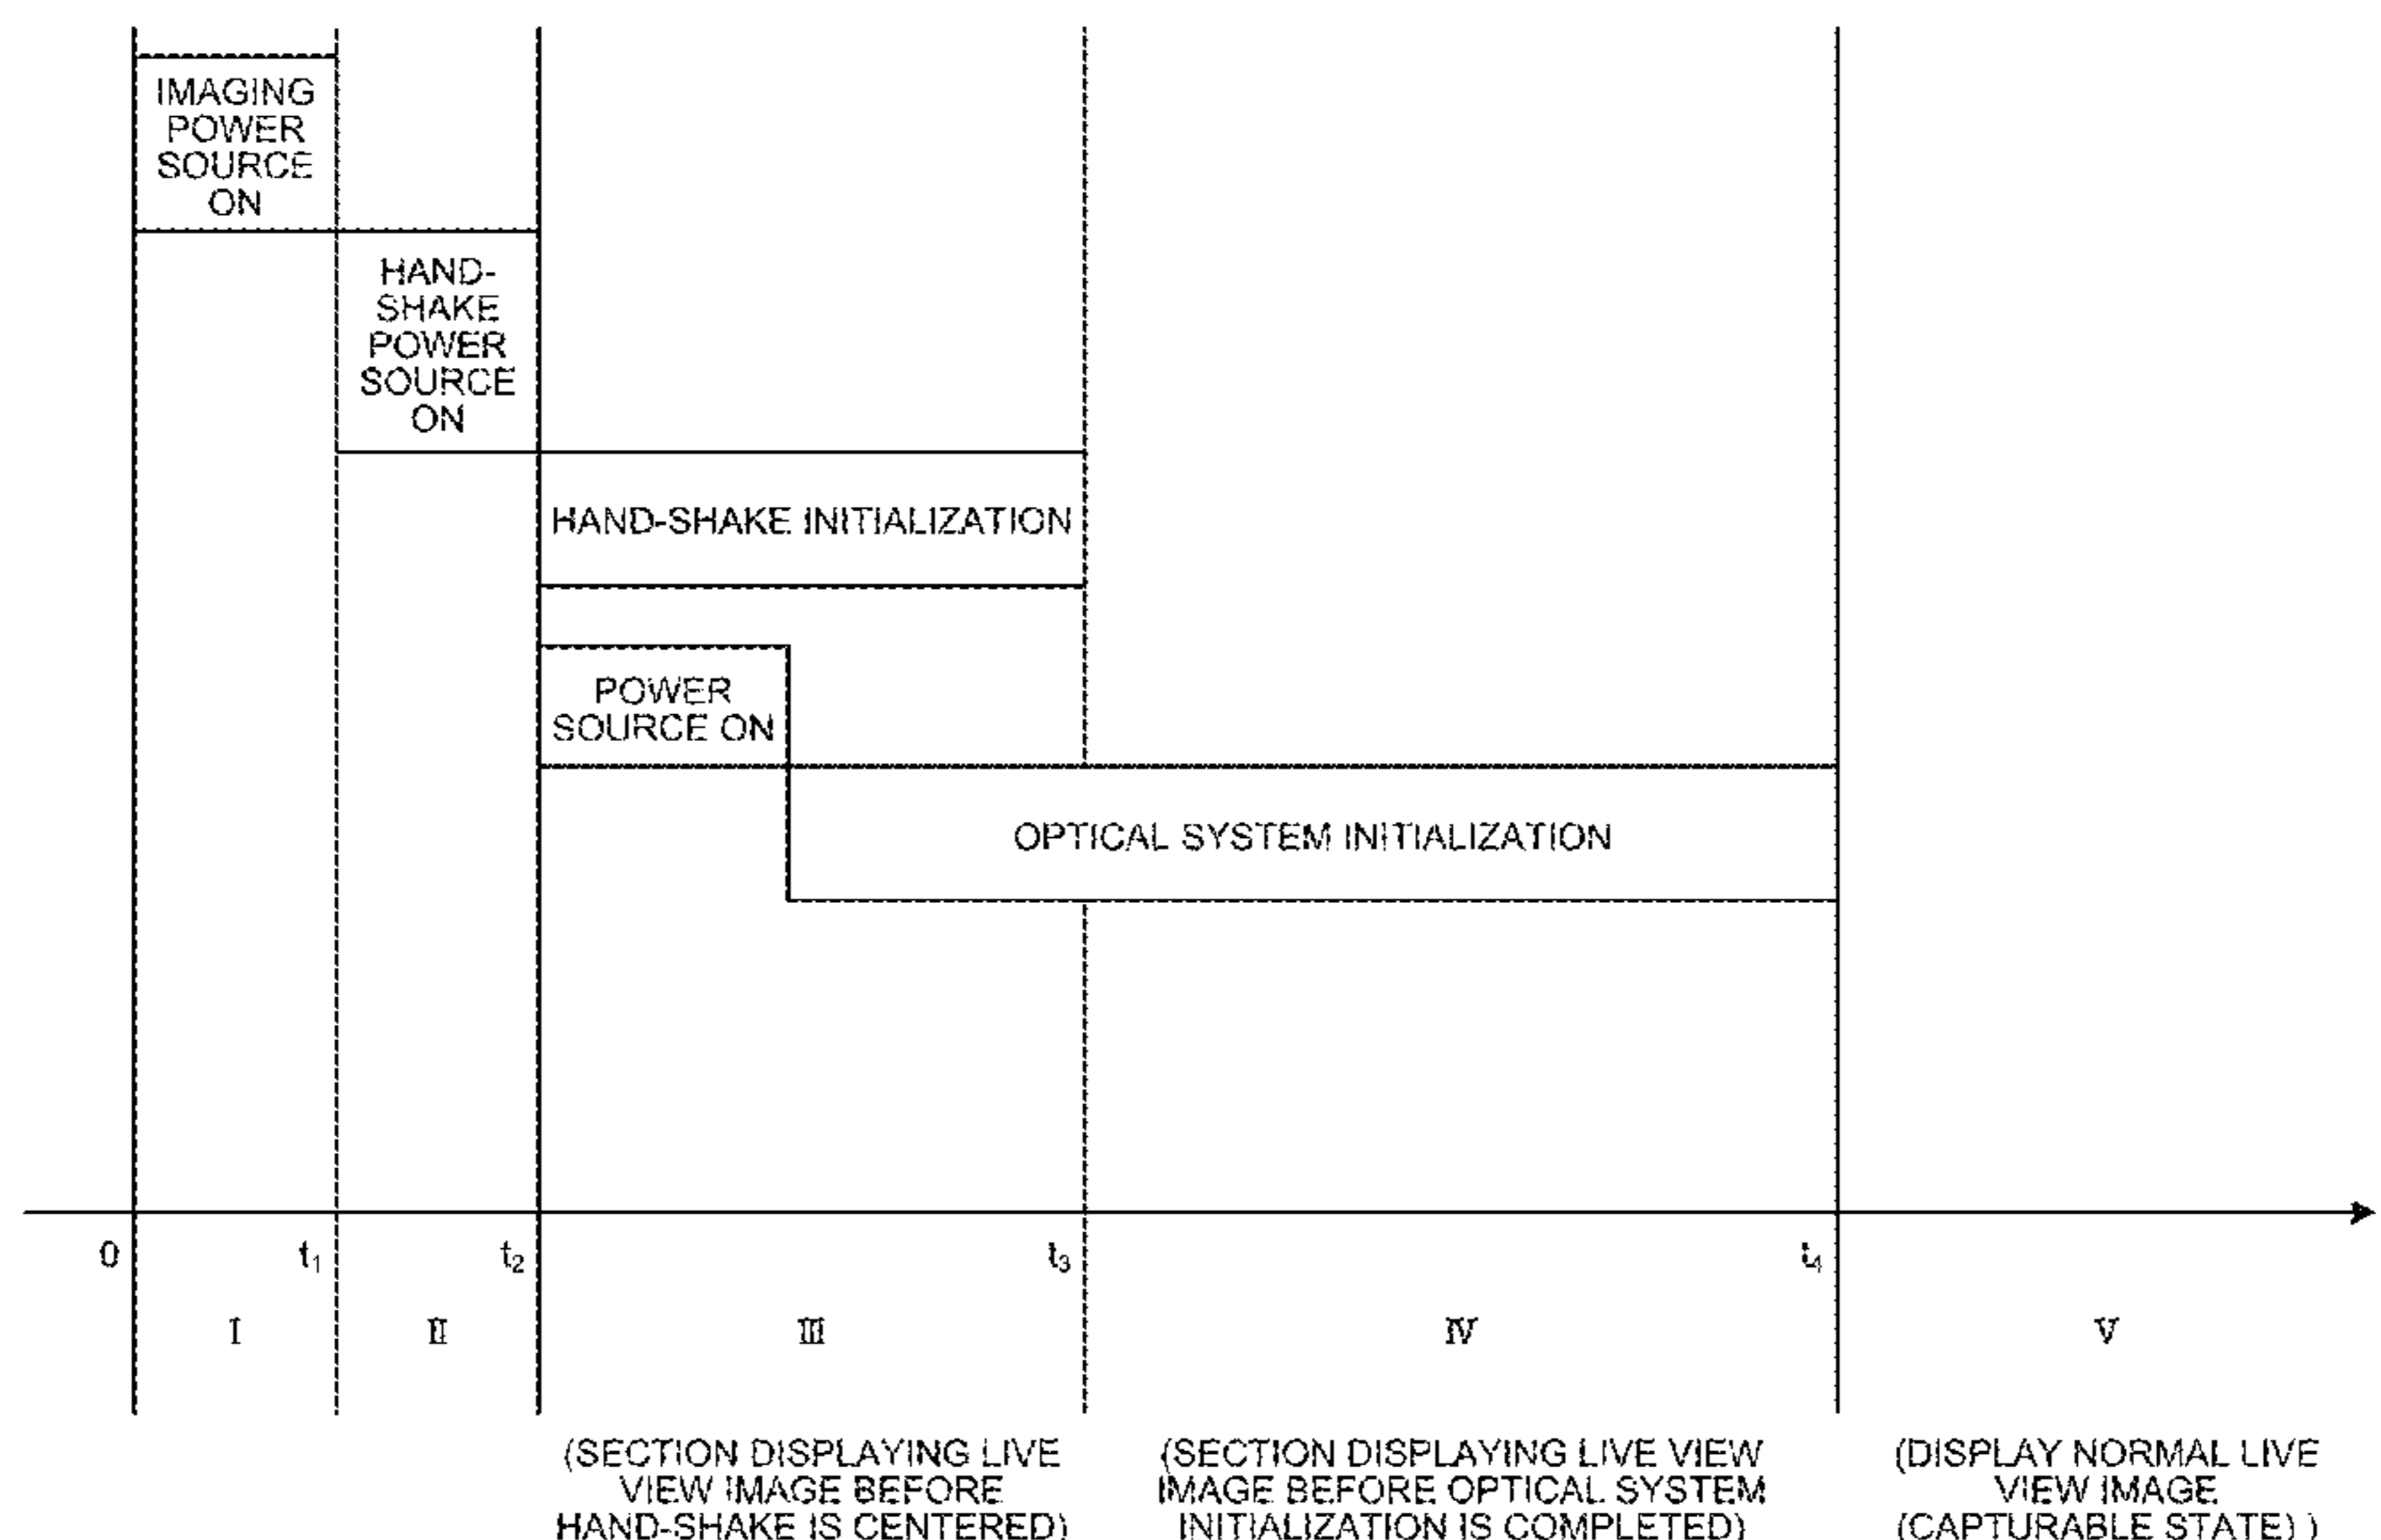 IMAGING
POWER
SOURCE
ON
HAND-
SHAKE
POWER
SOURCE
ON
HAND-SHAKE INITIALIZATION
POWER
SOURCE ON
OPTICAL SYSTEM INITIALIZATION
0 t₁ t₂ t₃ t₄
I II III IV V
(SECTION DISPLAYING LIVE
VIEW IMAGE BEFORE
HAND-SHAKE IS CENTERED)
(SECTION DISPLAYING LIVE VIEW
IMAGE BEFORE OPTICAL SYSTEM
INITIALIZATION IS COMPLETED)
(DISPLAY NORMAL LIVE
VIEW IMAGE
(CAPTURABLE STATE) )